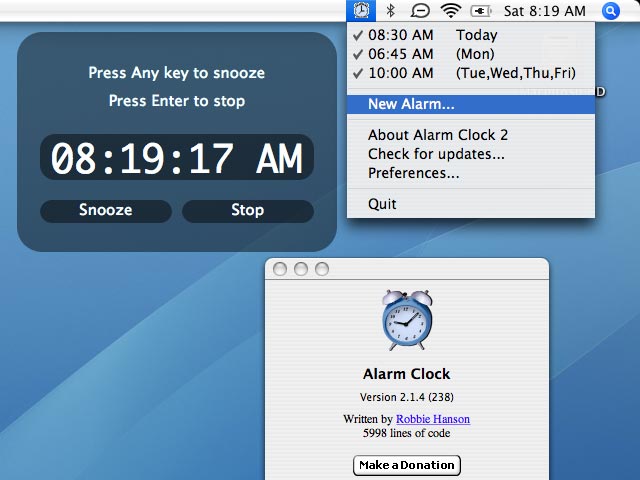 Sat 8:19 AM
08:30 AM Today
06:45 AM (Mon)
10:00 AM (Tue,Wed,Thu,Fri)
New Alarm...
About Alarm Clock 2
Check for updates...
Preferences...
Quit
Press Any key to snooze
Press Enter to stop
08:19:17 AM
Snooze Stop
Alarm Clock
Version 2.1.4 (238)
Written by Robbie Hanson
5998 lines of code
Make a Donation